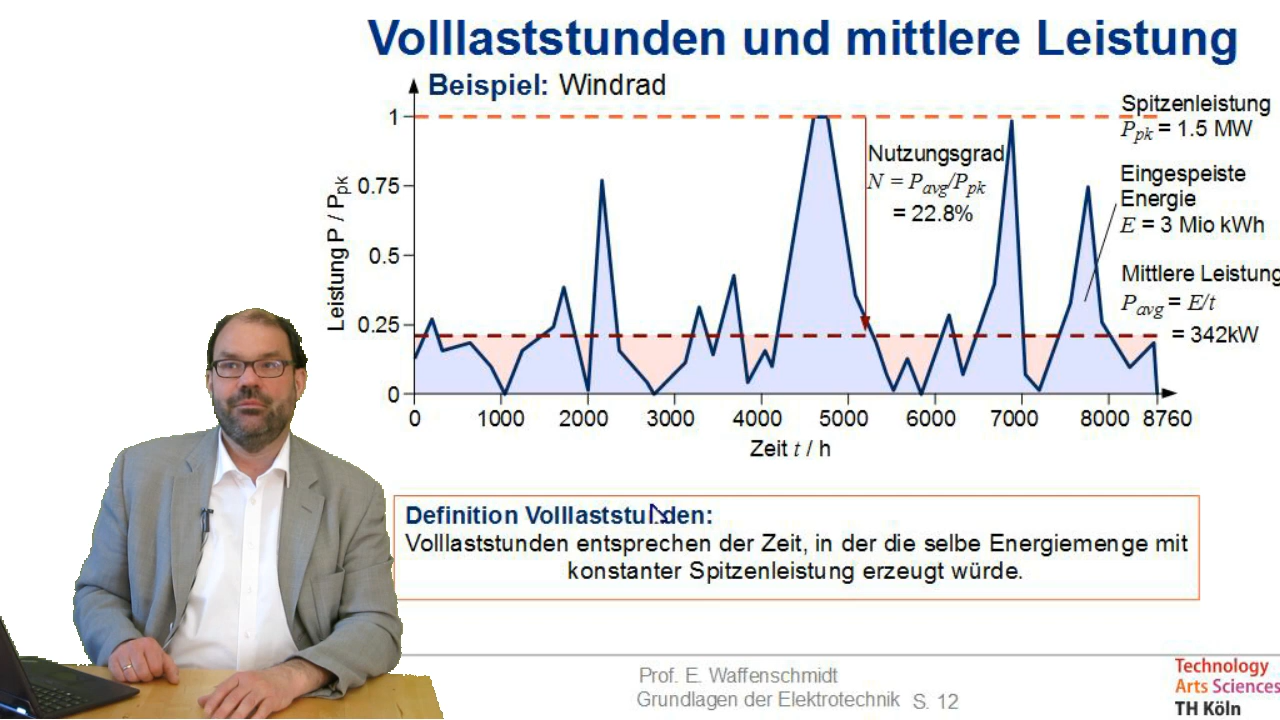 Volllaststunden und mittlere Leistung
Beispiel: Windrad
Leistung P / Ppk
1
0.75
0.5
0.25
0
0 1000 2000 3000 4000 5000 6000 7000 8000 8760
Zeit t / h
Nutzungsgrad
N = Pavg/Ppk
= 22.8%
Spitzenleistung
Ppk = 1.5 MW
Eingespeiste
Energie
E = 3 Mio kWh
Mittlere Leistung
Pavg = E/t
= 342kW
Definition Volllaststunden:
Volllaststunden entsprechen der Zeit, in der die selbe Energiemenge mit
konstanter Spitzenleistung erzeugt würde.
Prof. E. Waffenschmidt
Grundlagen der Elektrotechnik S. 12
Technology
Arts Sciences
TH Köln